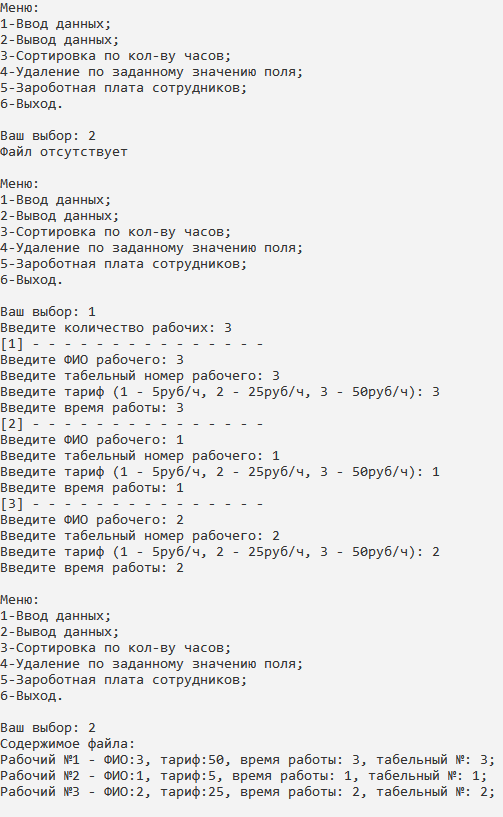 Меню:
1-Ввод данных;
2-Вывод данных;
3-Сортировка по кол-ву часов;
4-Удаление по заданному значению поля;
5-Зароботная плата сотрудников;
6-Выход.
Ваш выбор: 2
Файл отсутствует
Меню:
1-Ввод данных;
2-Вывод данных;
3-Сортировка по кол-ву часов;
4-Удаление по заданному значению поля;
5-Зароботная плата сотрудников;
6-Выход.
Ваш выбор: 1
Введите количество рабочих: 3
[1] - - - - - - - - - - - - - - -
Введите ФИО рабочего: 3
Введите табельный номер рабочего: 3
Введите тариф (1 - 5руб/ч, 2 - 25руб/ч, 3 - 50руб/ч): 3
Введите время работы: 3
[2] - - - - - - - - - - - - - - -
Введите ФИО рабочего: 1
Введите табельный номер рабочего: 1
Введите тариф (1 - 5руб/ч, 2 - 25руб/ч, 3 - 50руб/ч): 1
Введите время работы: 1
[3] - - - - - - - - - - - - - - -
Введите ФИО рабочего: 2
Введите табельный номер рабочего: 2
Введите тариф (1 - 5руб/ч, 2 - 25руб/ч, 3 - 50руб/ч): 2
Введите время работы: 2
Меню:
1-Ввод данных;
2-Вывод данных;
3-Сортировка по кол-ву часов;
4-Удаление по заданному значению поля;
5-Зароботная плата сотрудников;
6-Выход.
Ваш выбор: 2
Содержимое файла:
Рабочий №1 - ФИО:3, тариф:50, время работы: 3, табельный №: 3;
Рабочий №2 - ФИО:1, тариф:5, время работы: 1, табельный №: 1;
Рабочий №3 - ФИО:2, тариф:25, время работы: 2, табельный №: 2;